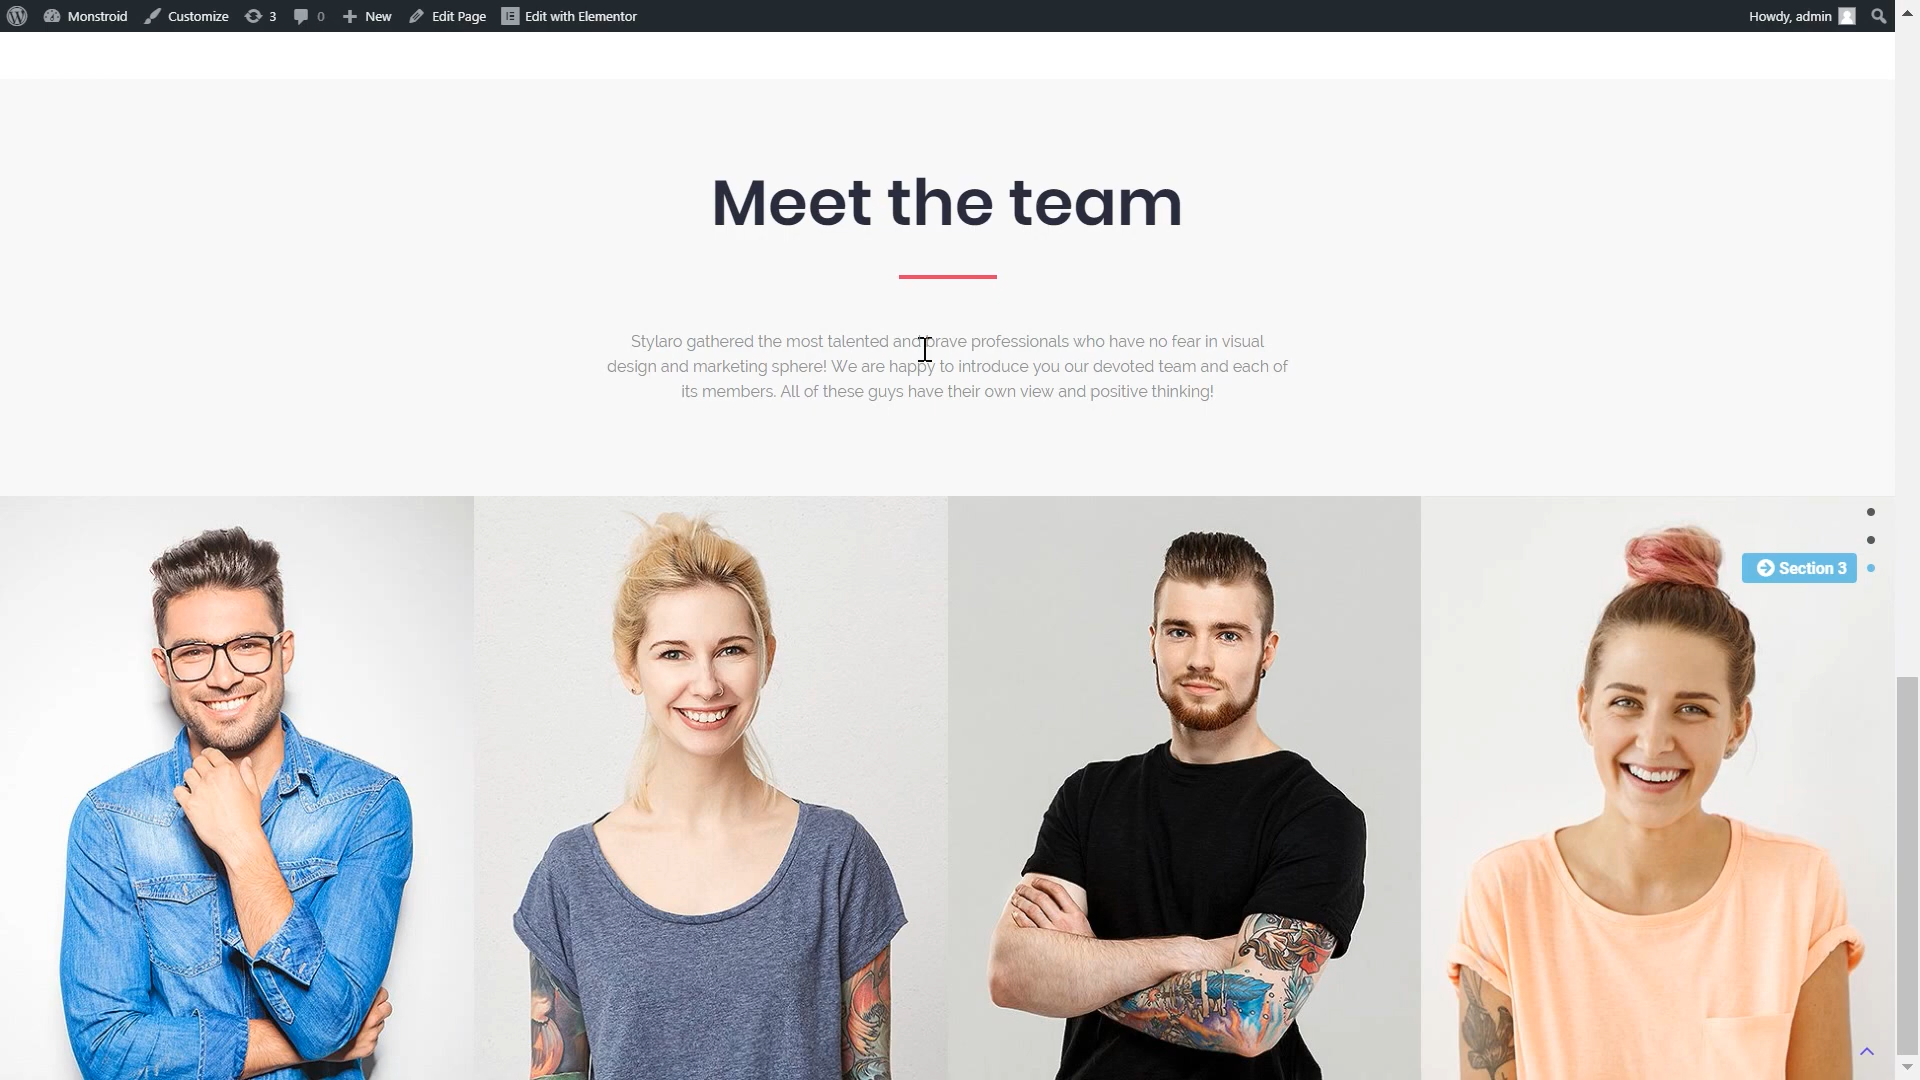 Monstroid Customize 3 0 New Edit Page Edit with Elementor Howdy, admin
Meet the team
Stylaro gathered the most talented and brave professionals who have no fear in visual
design and marketing sphere! We are happy to introduce you our devoted team and each of
its members. All of these guys have their own view and positive thinking!
Section 3